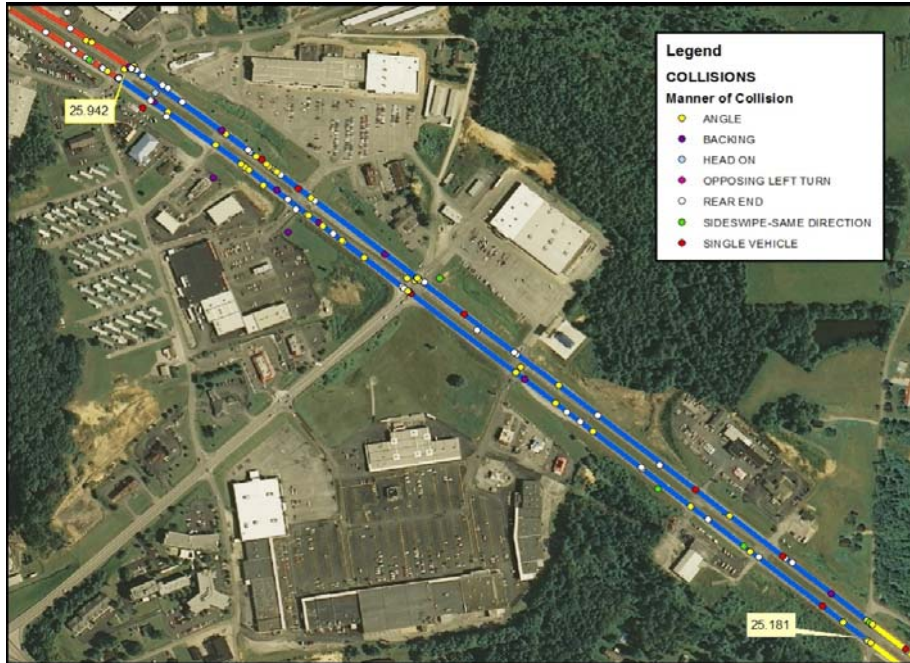 Legend
COLLISIONS
Manner of Collision
ANGLE
BACKING
HEAD ON
OPPOSING LEFT TURN
REAR END
SIDESWIPE-SAME DIRECTION
SINGLE VEHICLE
25.942
25.181